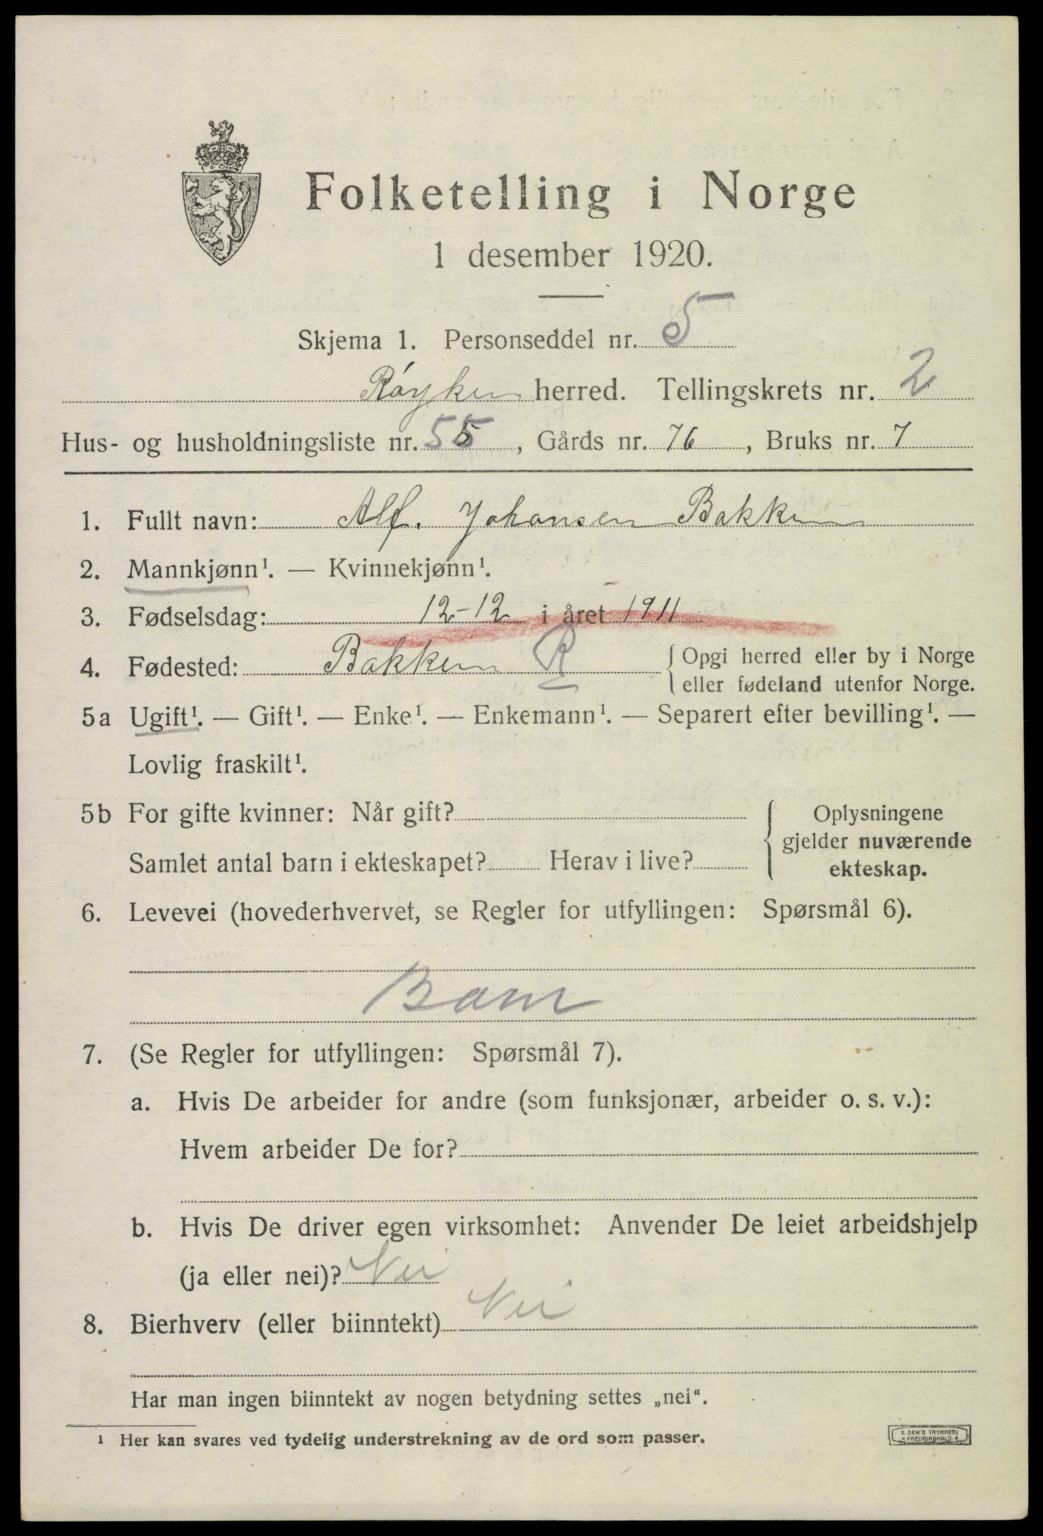 Folketelling i Norge
1 desember 1920.
Skjema 1. Personseddel nr. 5
Røyken herred. Tellingskrets nr. 2
Hus- og husholdningsliste nr. 55, Gårds nr. 76, Bruks nr. 7
1. Fullt navn: Alf. Johansen Bakken
2. Mannkjønn¹. — Kvinnekjønn¹.
3. Fødselsdag: 12-12 i året 1911
4. Fødested: Bakken R { Opgi herred eller by i Norge
eller fødeland utenfor Norge.
5a Ugift¹. — Gift¹. — Enke¹. — Enkemann¹. — Separert efter bevilling¹. —
Lovlig fraskilt¹.
5b For gifte kvinner: Når gift?
Samlet antal barn i ekteskapet? Herav i live?
Oplysningene
gjelder nuværende
ekteskap.
6. Levevei (hovederhvervet, se Regler for utfyllingen: Spørsmål 6).
Barn
7. (Se Regler for utfyllingen: Spørsmål 7).
a. Hvis De arbeider for andre (som funksjonær, arbeider o. s. v.):
Hvem arbeider De for?
b. Hvis De driver egen virksomhet: Anvender De leiet arbeidshjelp
(ja eller nei)? Nei
8. Bierhverv (eller biinntekt) Nei
Har man ingen biinntekt av nogen betydning settes „nei“.
¹ Her kan svares ved tydelig understrekning av de ord som passer.
E. SEM'S TRYKKERI
FREDRIKSHALD